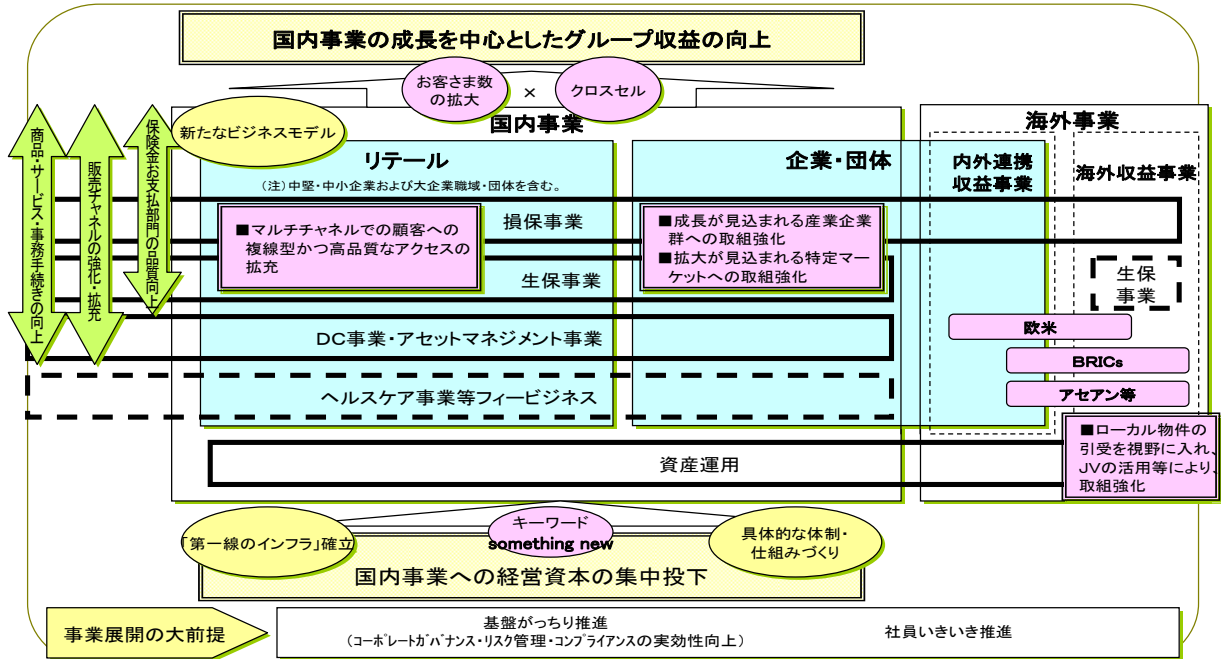 国内事業の成長を中心としたグループ収益の向上
お客さま数
の拡大
×
クロスセル
新たなビジネスモデル
国内事業
海外事業
商品・サービス・事務手続きの向上
販売チャネルの強化・拡充
保険金お支払部門の品質向上
リテール
（注）中堅・中小企業および大企業職域・団体を含む。
企業・団体
内外連携
収益事業
海外収益事業
損保事業
■マルチチャネルでの顧客への
複線型かつ高品質なアクセスの
拡充
■成長が見込まれる産業企業
群への取組強化
■拡大が見込まれる特定マー
ケットへの取組強化
生保事業
生保
事業
DC事業・アセットマネジメント事業
欧米
BRICs
アセアン等
ヘルスケア事業等フィービジネス
■ローカル物件の
引受を視野に入れ、
JVの活用等により、
取組強化
資産運用
「第一線のインフラ」確立
キーワード
something new
具体的な体制・
仕組みづくり
国内事業への経営資本の集中投下
事業展開の大前提
基盤がっちり推進
（ｺｰﾎﾟﾚｰﾄｶﾞﾊﾞﾅﾝｽ・リスク管理・ｺﾝﾌﾟﾗｲｱﾝｽの実効性向上）
社員いきいき推進